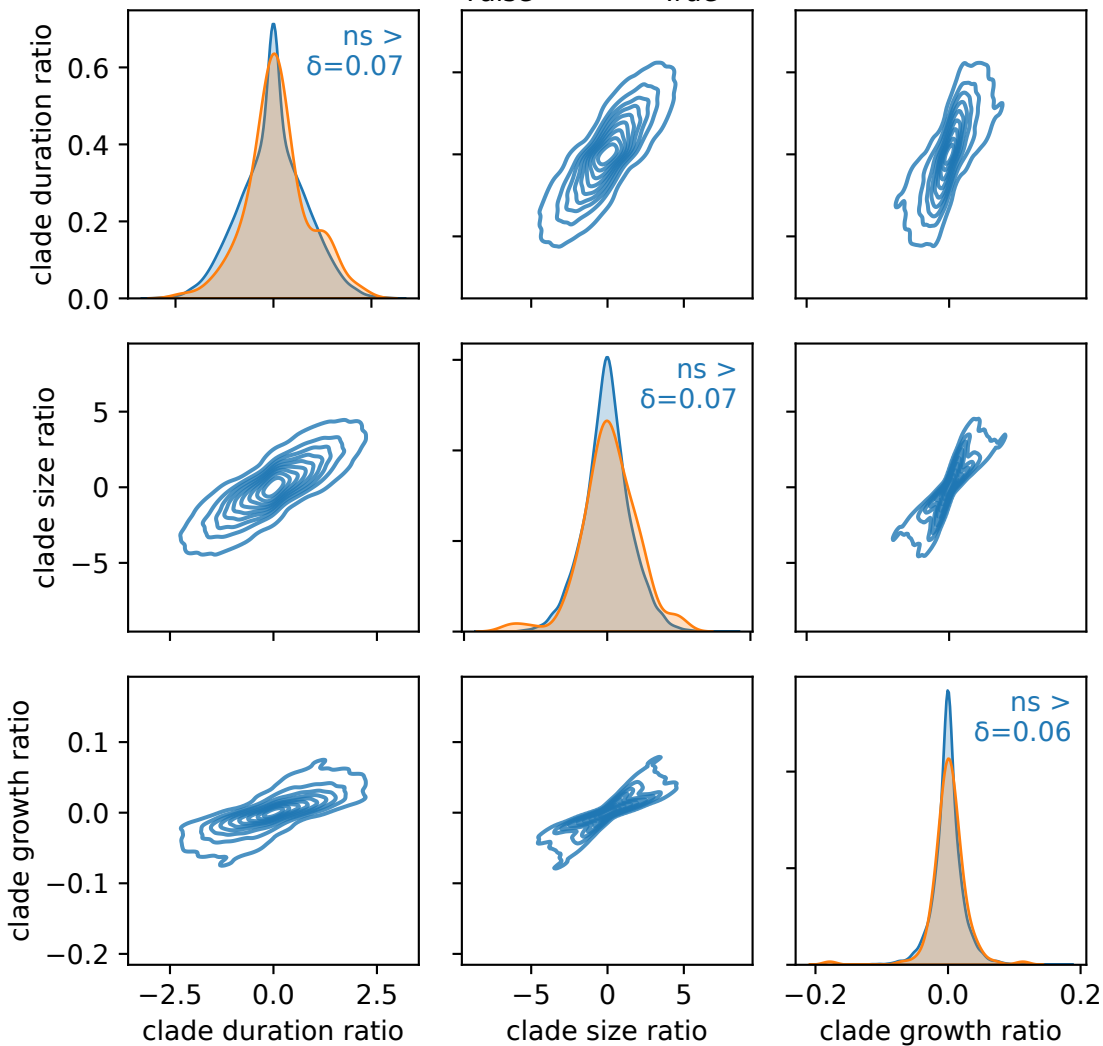 False True
clade duration ratio
0.6
0.4
0.2
0.0
ns >
δ=0.07
clade size ratio
5
0
−5
ns >
δ=0.07
clade growth ratio
0.1
0.0
−0.1
−0.2
ns >
δ=0.06
−2.5 0.0 2.5
clade duration ratio
−5 0 5
clade size ratio
−0.2 0.0 0.2
clade growth ratio